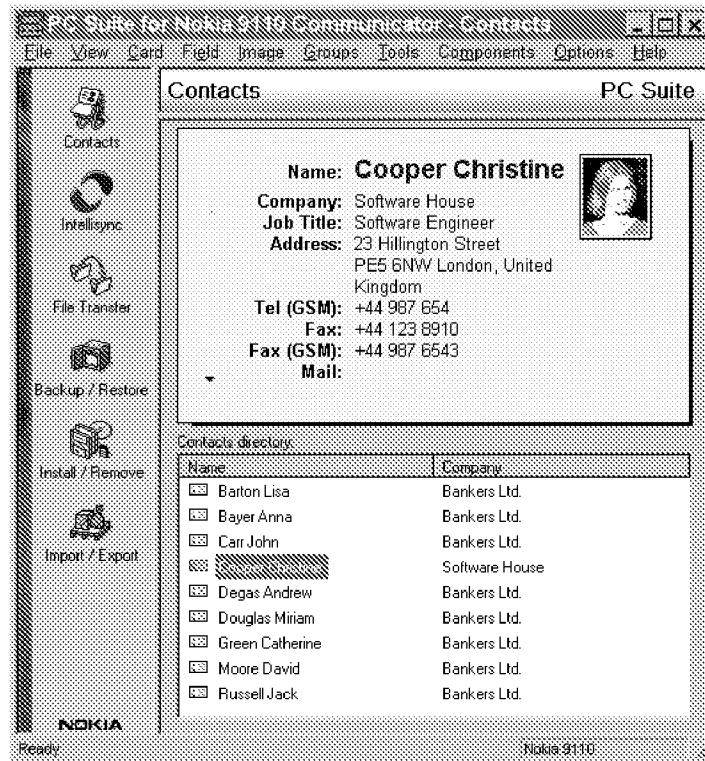 PC Suite for Nokia 9110 Communicator - Contacts
File View Card Field Image Groups Tools Components Options Help
Contacts PC Suite
Contacts
Intellisync
File Transfer
Backup / Restore
Install / Remove
Import / Export
NOKIA
Name: Cooper Christine
Company: Software House
Job Title: Software Engineer
Address: 23 Hillington Street
PE5 6NW London, United
Kingdom
Tel (GSM): +44 987 654
Fax: +44 123 8910
Fax (GSM): +44 987 6543
Mail:
Contacts directory:
Name Company
Barton Lisa Bankers Ltd.
Bayer Anna Bankers Ltd.
Carr John Bankers Ltd.
Cooper Christine Software House
Degas Andrew Bankers Ltd.
Douglas Miriam Bankers Ltd.
Green Catherine Bankers Ltd.
Moore David Bankers Ltd.
Russell Jack Bankers Ltd.
Ready Nokia 9110